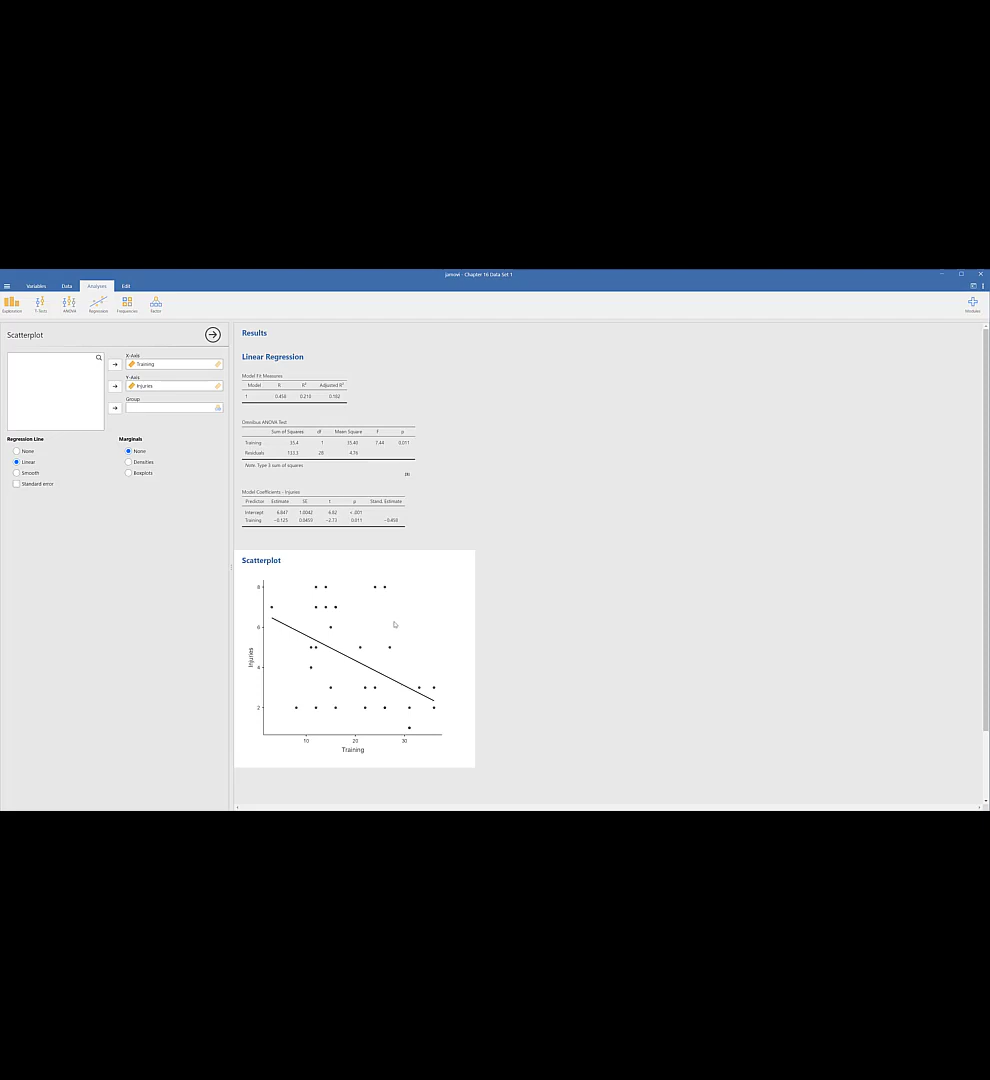 jamovi - Chapter 16 Data Set 1
Variables Data Analyses Edit
Exploration T-Tests ANOVA Regression Frequencies Factor Modules
Scatterplot
X-Axis
Training
Y-Axis
Injuries
Group
Regression Line
None
Linear
Smooth
Standard error
Marginals
None
Densities
Boxplots
Results
Linear Regression
Model Fit Measures
Model R R² Adjusted R²
1 0.458 0.210 0.182
Omnibus ANOVA Test
Sum of Squares df Mean Square F p
Training 35.4 1 35.40 7.44 0.011
Residuals 133.3 28 4.76
Note. Type 3 sum of squares
[3]
Model Coefficients - Injuries
Predictor Estimate SE t p Stand. Estimate
Intercept 6.847 1.0042 6.82 < .001
Training −0.125 0.0459 −2.73 0.011 −0.458
Scatterplot
8
6
4
2
Injuries
10 20 30
Training